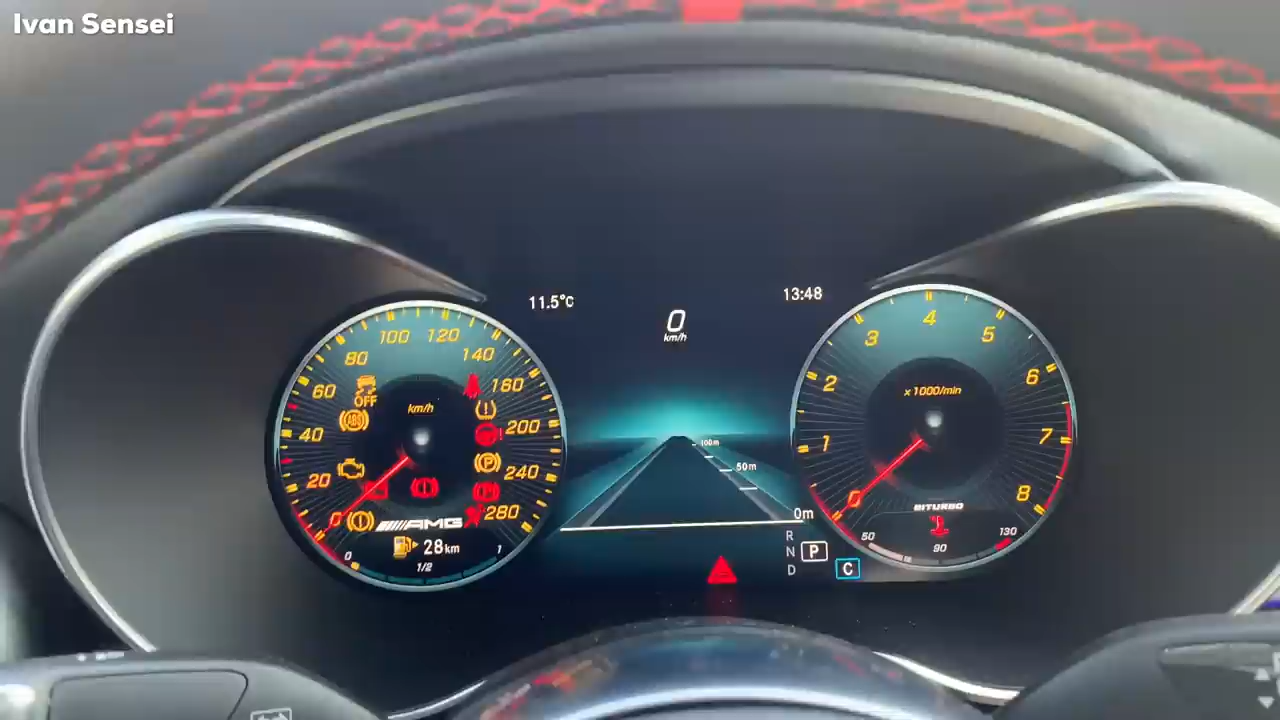 Ivan Sensei
11.5°C
13:48
0
km/h
100 120
80 140
60 160
40 200
20 240
0 280
OFF
ABS
km/h
P
AMG
28km
0 1/2 1
100m
50m
0m
R
N
D
P
C
4
3 5
2 6
1 7
0 8
x1000/min
BITURBO
50 90 130